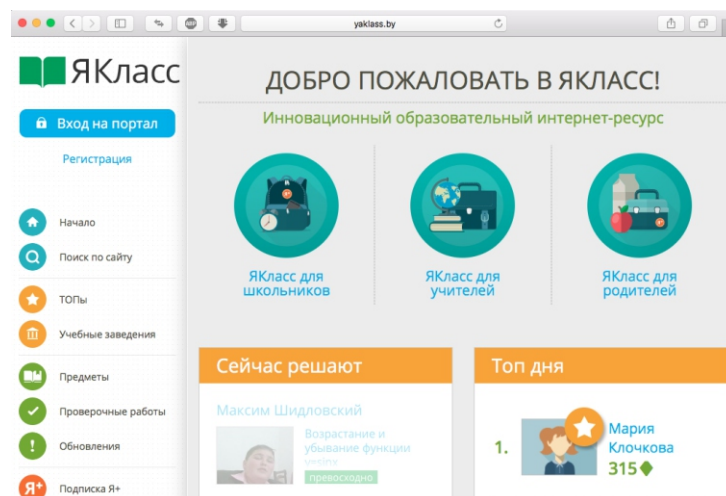 yaklass.by
ABP
ЯКласс
Вход на портал
Регистрация
Начало
Поиск по сайту
ТОПы
Учебные заведения
Предметы
Проверочные работы
Обновления
Я+
Подписка Я+
ДОБРО ПОЖАЛОВАТЬ В ЯКЛАСС!
Инновационный образовательный интернет-ресурс
ЯКласс для
школьников
ЯКласс для
учителей
ЯКласс для
родителей
Сейчас решают
Максим Шидловский
Возрастание и
убывание функции
превосходно
Топ дня
1.
Мария
Клочкова
315